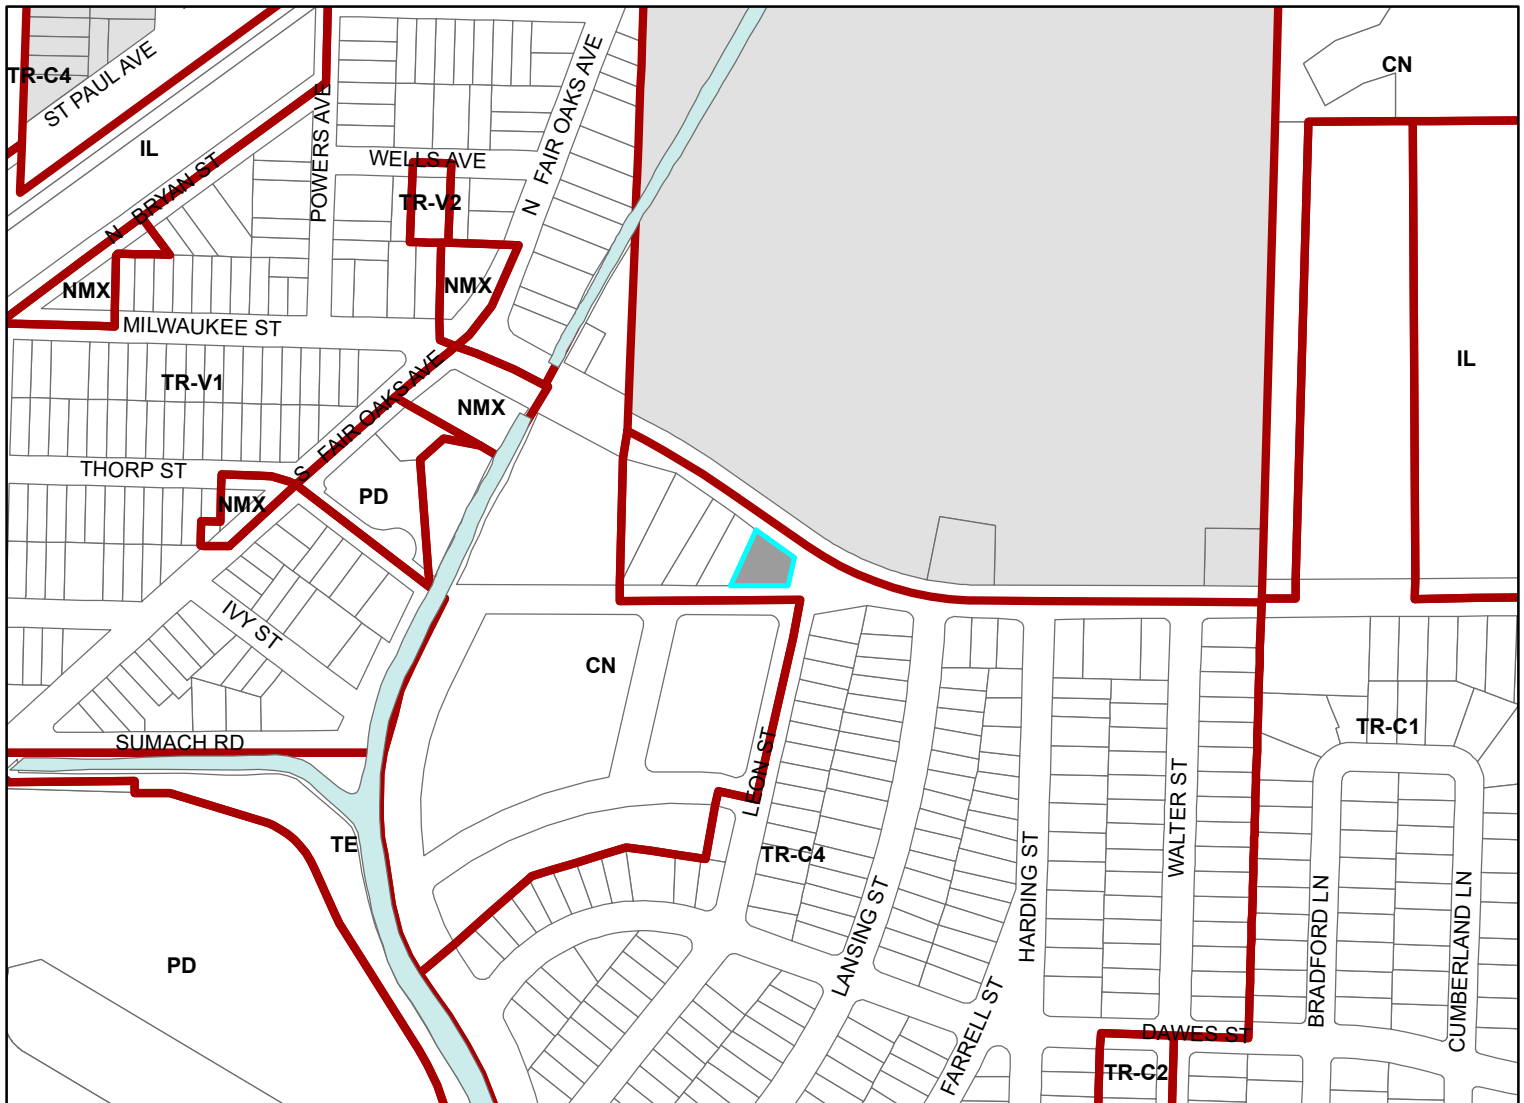 CN
TR-C4
ST PAUL AVE
N FAIR OAKS AVE
POWERS AVE
IL
WELLS AVE
N BRYAN ST
TR-V2
NMX
NMX
MILWAUKEE ST
IL
TR-V1
S FAIR OAKS AVE
NMX
THORP ST
PD
NMX
IVY ST
CN
SUMACH RD
TR-C1
LEON ST
WALTER ST
TE
TR-C4
HARDING ST
LANSING ST
BRADFORD LN
CUMBERLAND LN
PD
FARRELL ST
DAWES ST
TR-C2